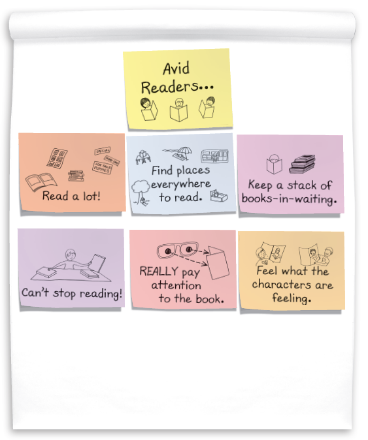 Avid
Readers...
Read a lot!
Find places
everywhere
to read.
Keep a stack of
books-in-waiting.
Can't stop reading!
REALLY pay
attention
to the book.
Feel what the
characters are
feeling.